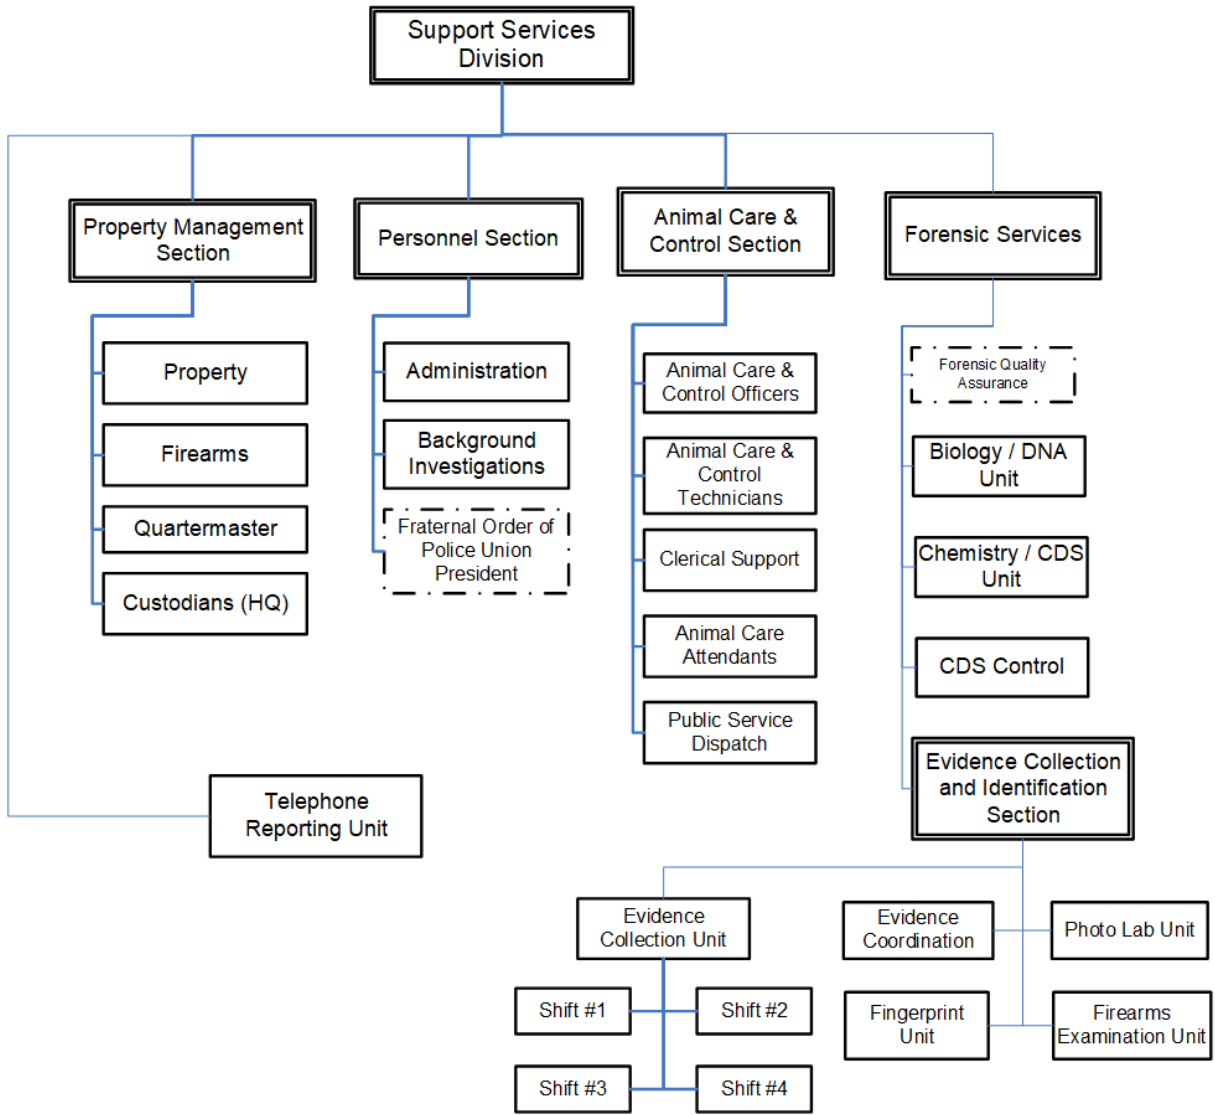 Support Services
Division
Property Management
Section
Personnel Section
Animal Care &
Control Section
Forensic Services
Property
Firearms
Quartermaster
Custodians (HQ)
Administration
Background
Investigations
Fraternal Order of
Police Union
President
Animal Care &
Control Officers
Animal Care &
Control
Technicians
Clerical Support
Animal Care
Attendants
Public Service
Dispatch
Forensic Quality
Assurance
Biology / DNA
Unit
Chemistry / CDS
Unit
CDS Control
Evidence Collection
and Identification
Section
Telephone
Reporting Unit
Evidence
Collection Unit
Shift #1
Shift #2
Shift #3
Shift #4
Evidence
Coordination
Photo Lab Unit
Fingerprint
Unit
Firearms
Examination Unit